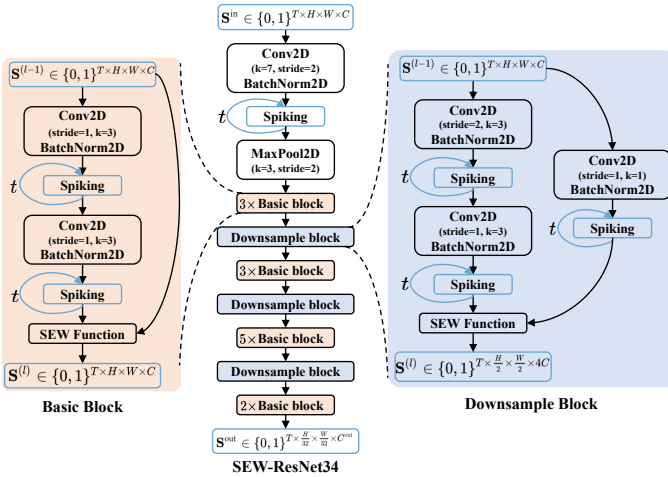 S^(l−1) ∈ {0, 1}^T×H×W×C
Conv2D
(stride=1, k=3)
BatchNorm2D
t
Spiking
Conv2D
(stride=1, k=3)
BatchNorm2D
t
Spiking
SEW Function
S^(l) ∈ {0, 1}^T×H×W×C
Basic Block
S^in ∈ {0, 1}^T×H×W×C
Conv2D
(k=7, stride=2)
BatchNorm2D
t
Spiking
MaxPool2D
(k=3, stride=2)
3×Basic block
Downsample block
3×Basic block
Downsample block
5×Basic block
Downsample block
2×Basic block
S^out ∈ {0, 1}^T×H/32×W/32×C^out
SEW-ResNet34
S^(l−1) ∈ {0, 1}^T×H×W×C
Conv2D
(stride=2, k=3)
BatchNorm2D
t
Spiking
Conv2D
(stride=1, k=3)
BatchNorm2D
t
Spiking
Conv2D
(stride=1, k=1)
BatchNorm2D
t
Spiking
SEW Function
S^(l) ∈ {0, 1}^T×H/2×W/2×4C
Downsample Block